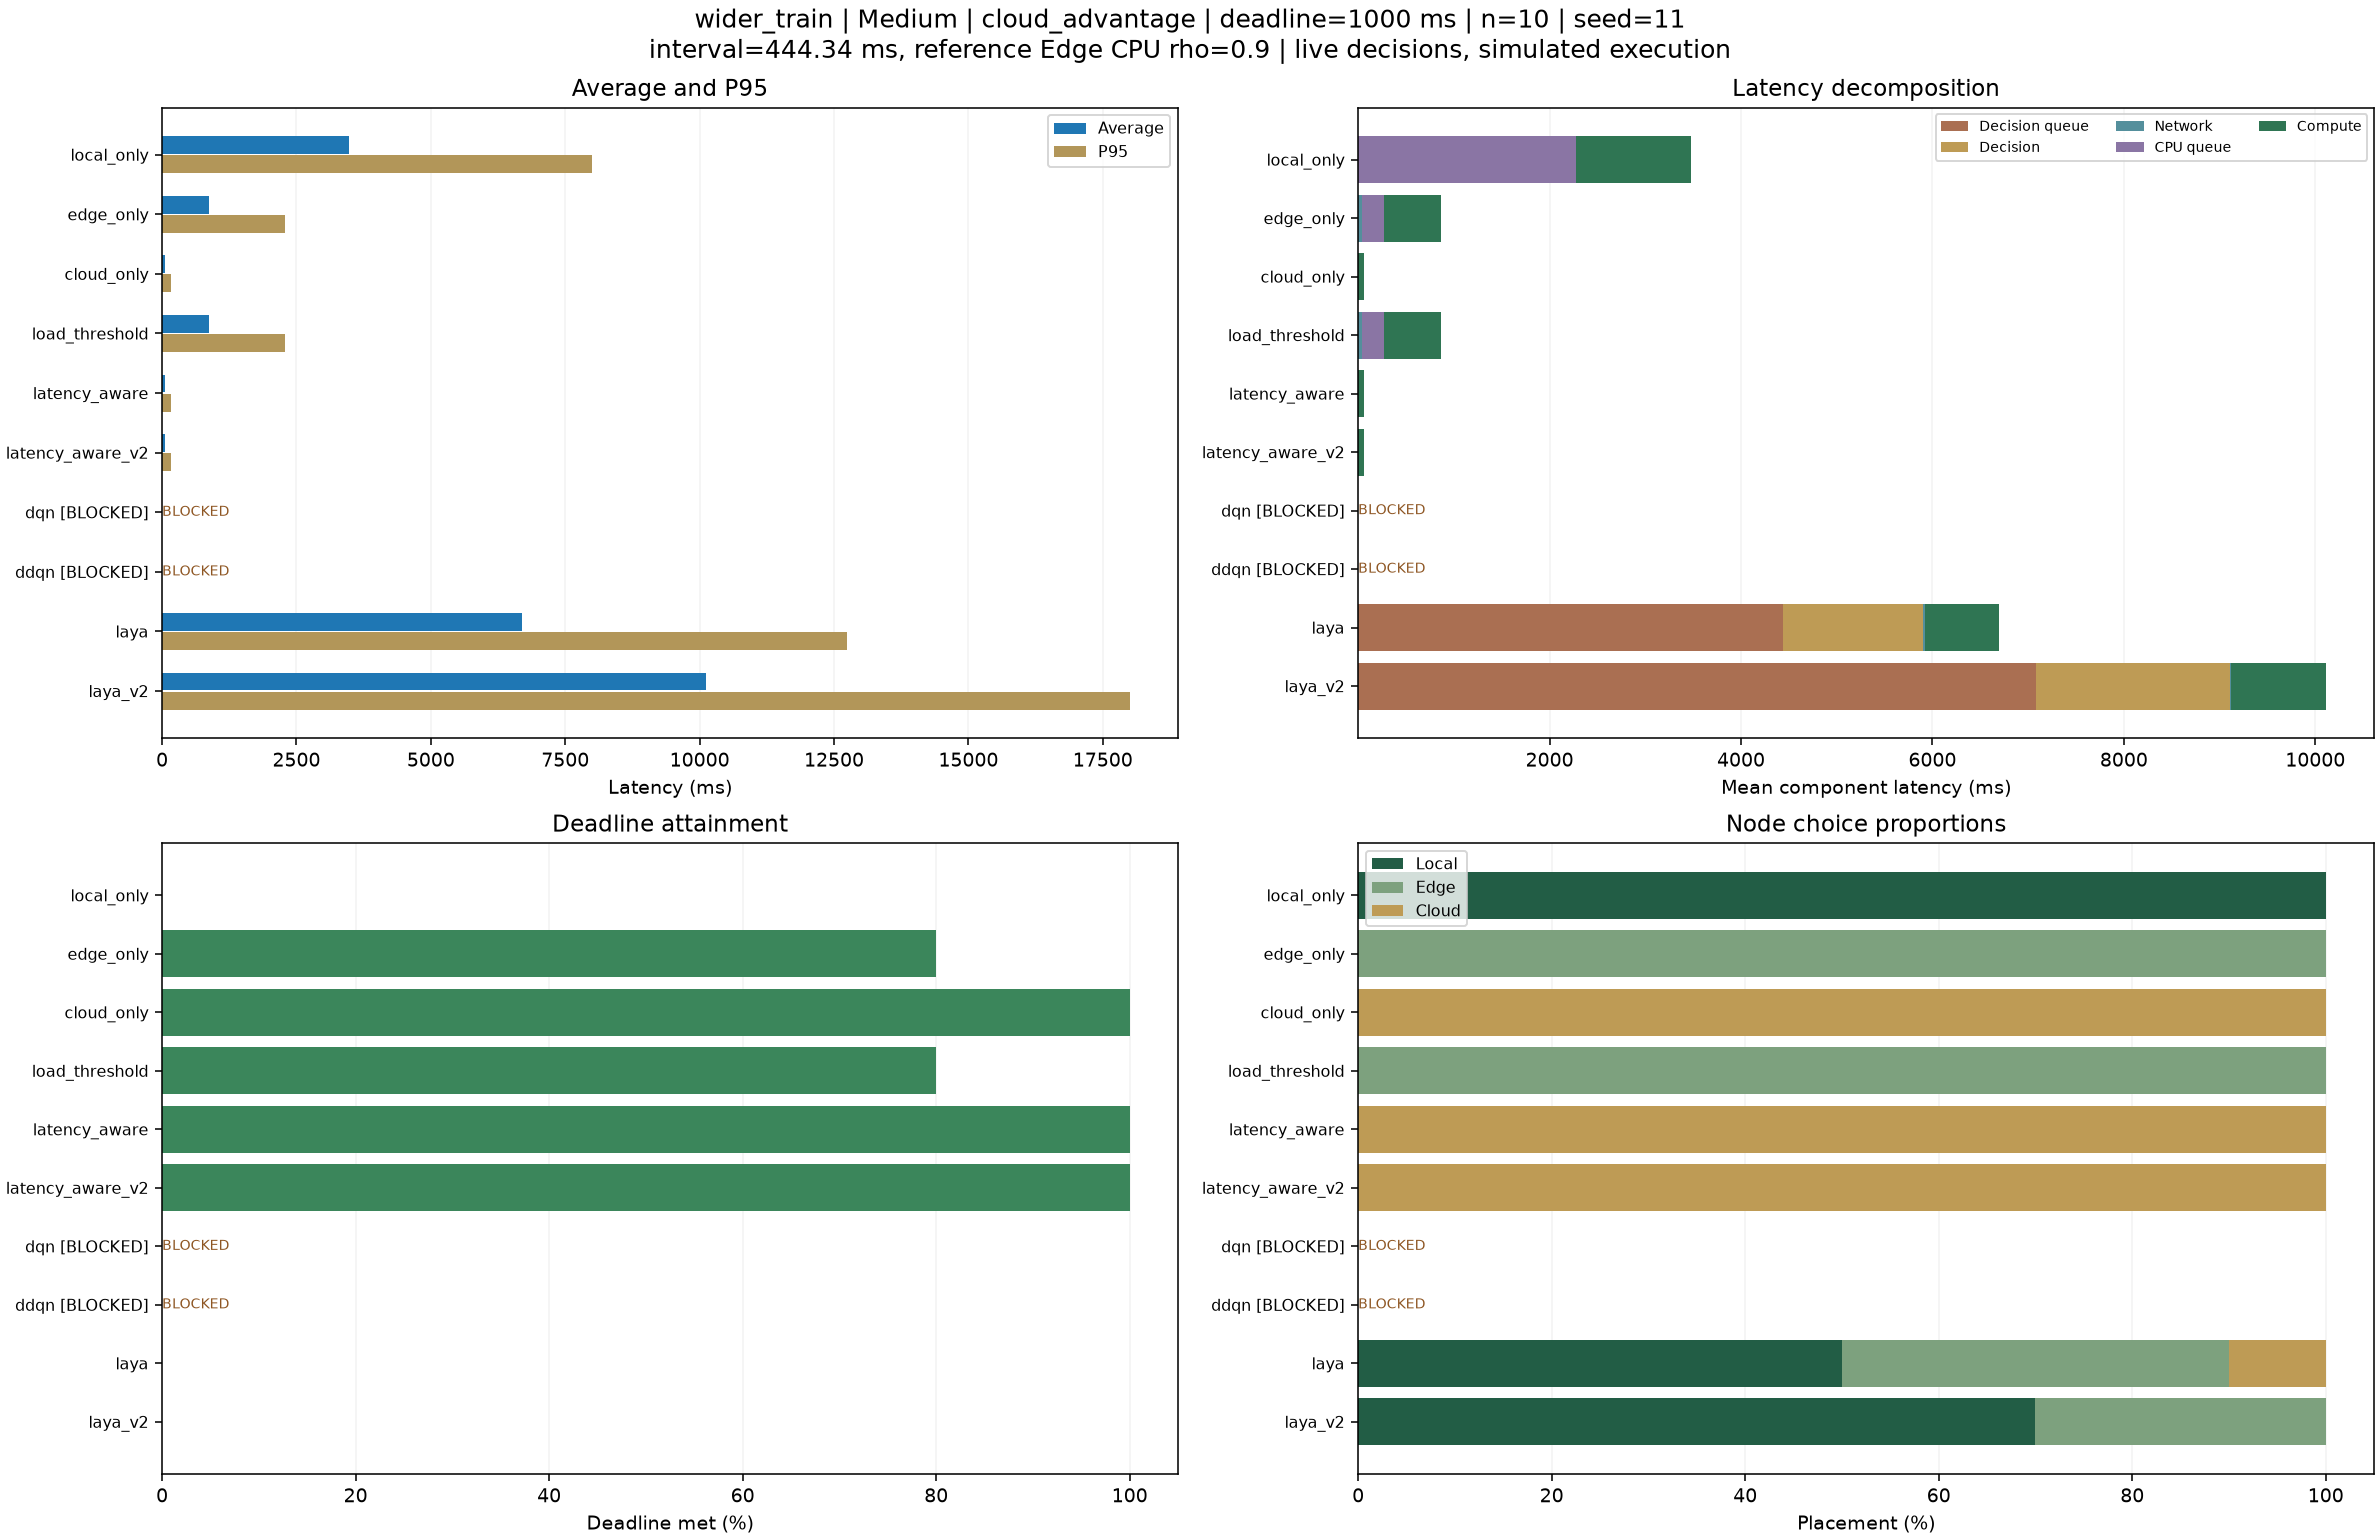 wider_train | Medium | cloud_advantage | deadline=1000 ms | n=10 | seed=11
interval=444.34 ms, reference Edge CPU rho=0.9 | live decisions, simulated execution
Average and P95
Average
P95
local_only
edge_only
cloud_only
load_threshold
latency_aware
latency_aware_v2
dqn [BLOCKED] BLOCKED
ddqn [BLOCKED] BLOCKED
laya
laya_v2
0 2500 5000 7500 10000 12500 15000 17500
Latency (ms)
Latency decomposition
Decision queue Network Compute
Decision CPU queue
local_only
edge_only
cloud_only
load_threshold
latency_aware
latency_aware_v2
dqn [BLOCKED] BLOCKED
ddqn [BLOCKED] BLOCKED
laya
laya_v2
2000 4000 6000 8000 10000
Mean component latency (ms)
Deadline attainment
local_only
edge_only
cloud_only
load_threshold
latency_aware
latency_aware_v2
dqn [BLOCKED] BLOCKED
ddqn [BLOCKED] BLOCKED
laya
laya_v2
0 20 40 60 80 100
Deadline met (%)
Node choice proportions
Local
Edge
Cloud
local_only
edge_only
cloud_only
load_threshold
latency_aware
latency_aware_v2
dqn [BLOCKED] BLOCKED
ddqn [BLOCKED] BLOCKED
laya
laya_v2
0 20 40 60 80 100
Placement (%)